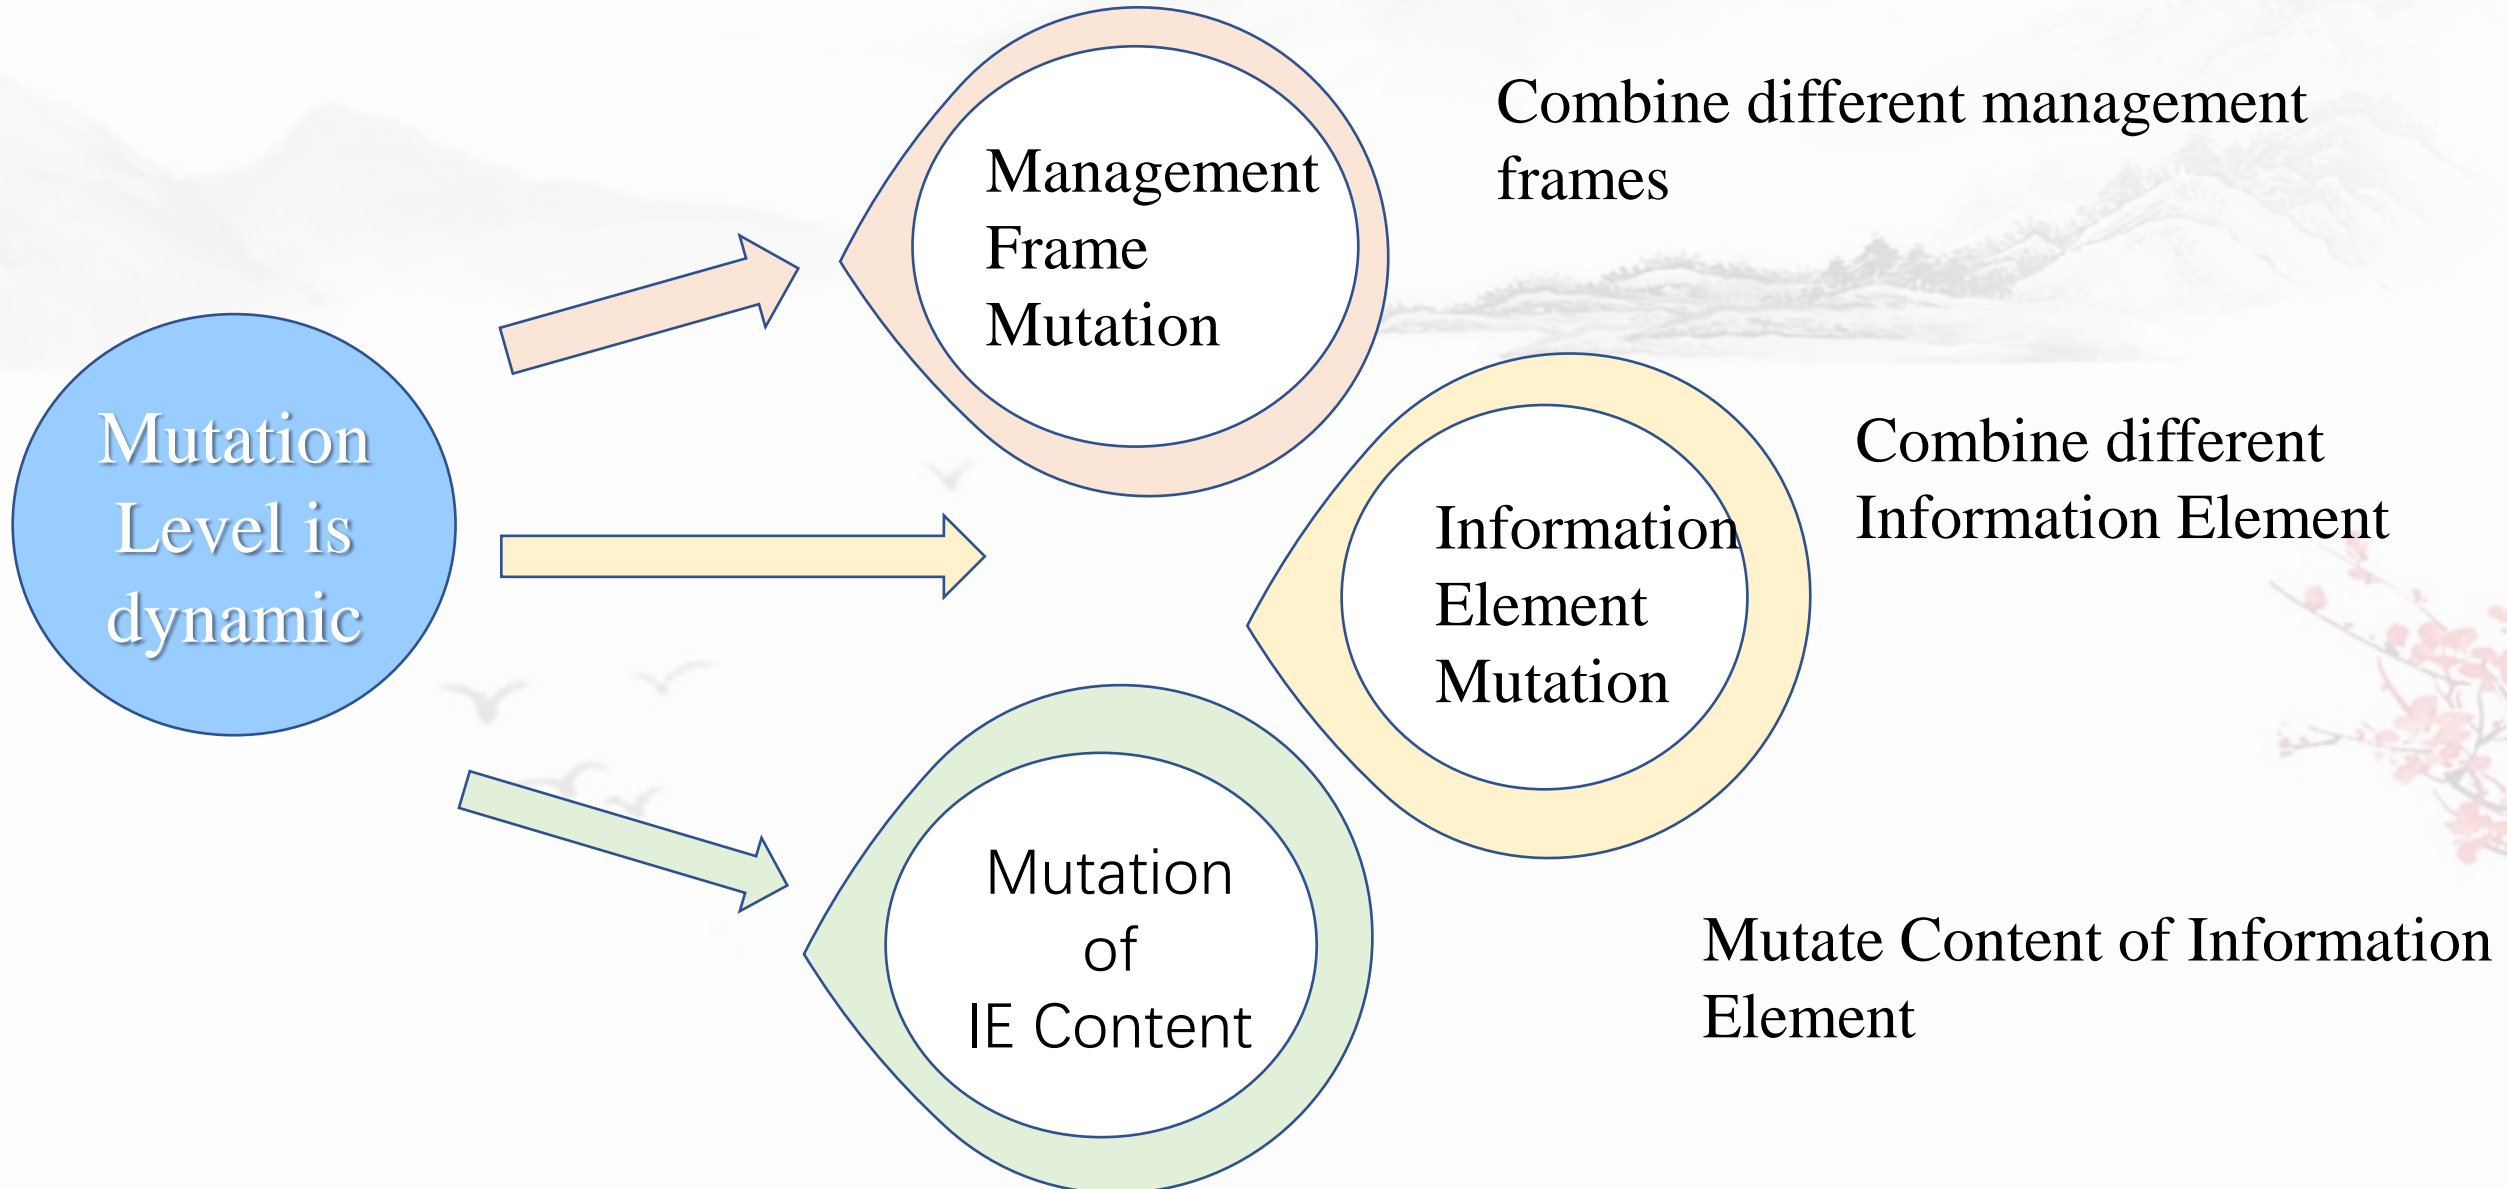 Mutation
Level is
dynamic
Management
Frame
Mutation
Combine different management
frames
Information
Element
Mutation
Combine different
Information Element
Mutation
of
IE Content
Mutate Content of Information
Element